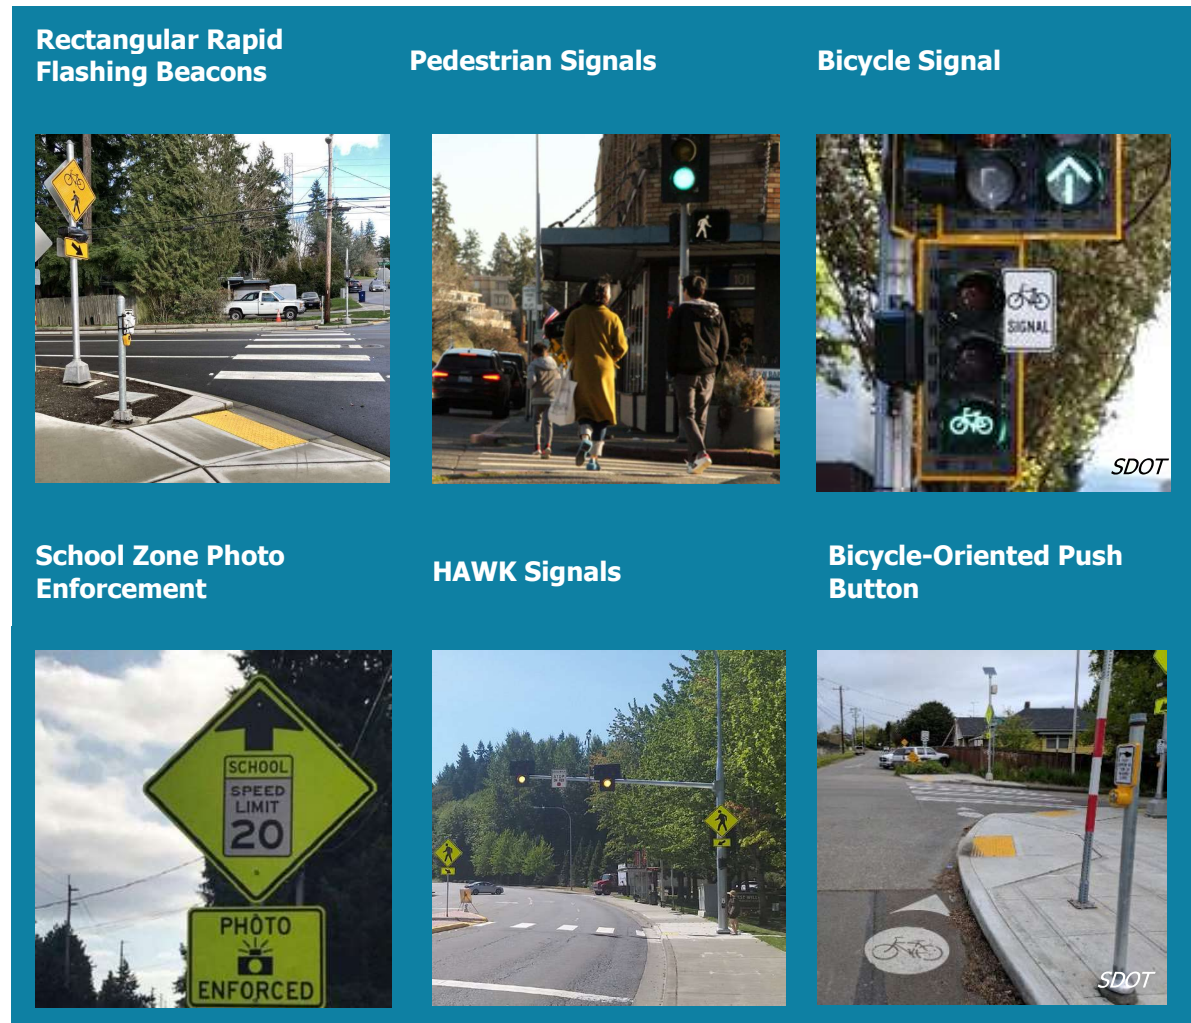 Rectangular Rapid
Flashing Beacons
Pedestrian Signals
Bicycle Signal
SIGNAL
SDOT
School Zone Photo
Enforcement
HAWK Signals
Bicycle-Oriented Push
Button
SCHOOL
SPEED
LIMIT
20
PHOTO
ENFORCED
SDOT